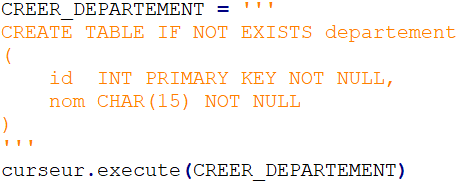 CREER_DEPARTEMENT = '''
CREATE TABLE IF NOT EXISTS departement
(
    id  INT PRIMARY KEY NOT NULL,
    nom CHAR(15) NOT NULL
)
'''
curseur.execute(CREER_DEPARTEMENT)